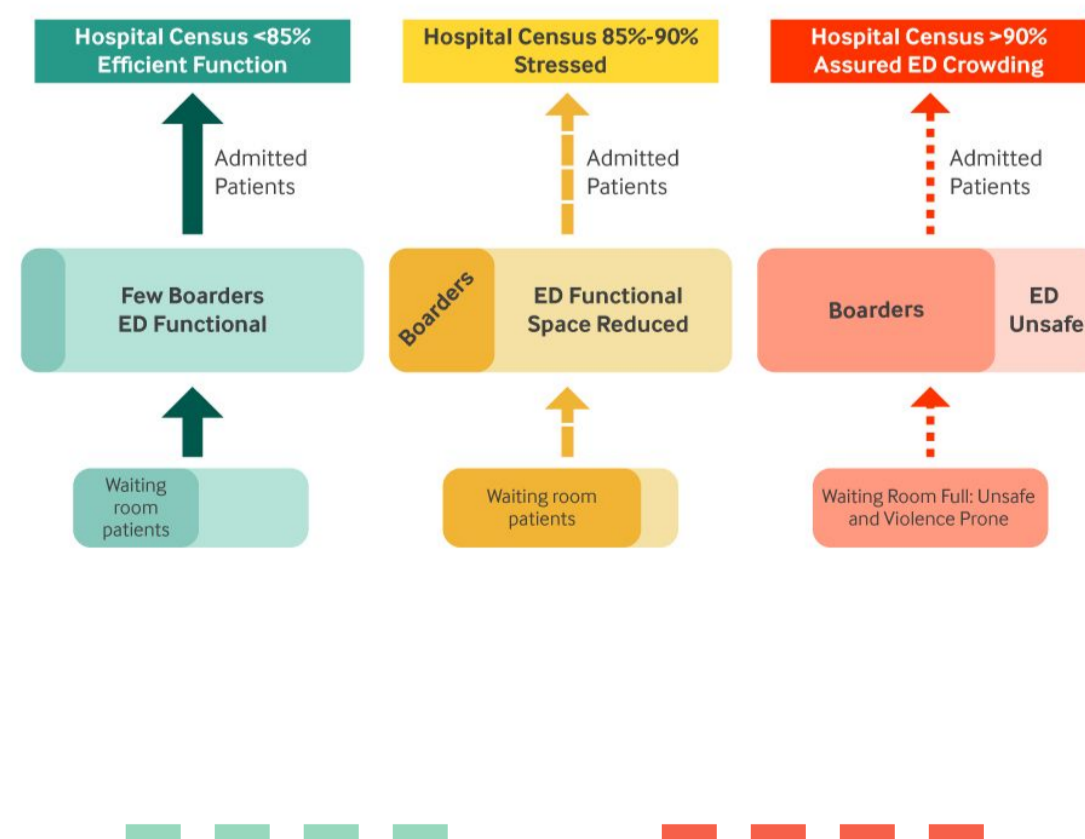 Hospital Census <85%
Efficient Function
Hospital Census 85%-90%
Stressed
Hospital Census >90%
Assured ED Crowding
Admitted
Patients
Admitted
Patients
Admitted
Patients
Few Boarders
ED Functional
Boarders
ED Functional
Space Reduced
Boarders
ED
Unsafe
Waiting
room
patients
Waiting room
patients
Waiting Room Full: Unsafe
and Violence Prone